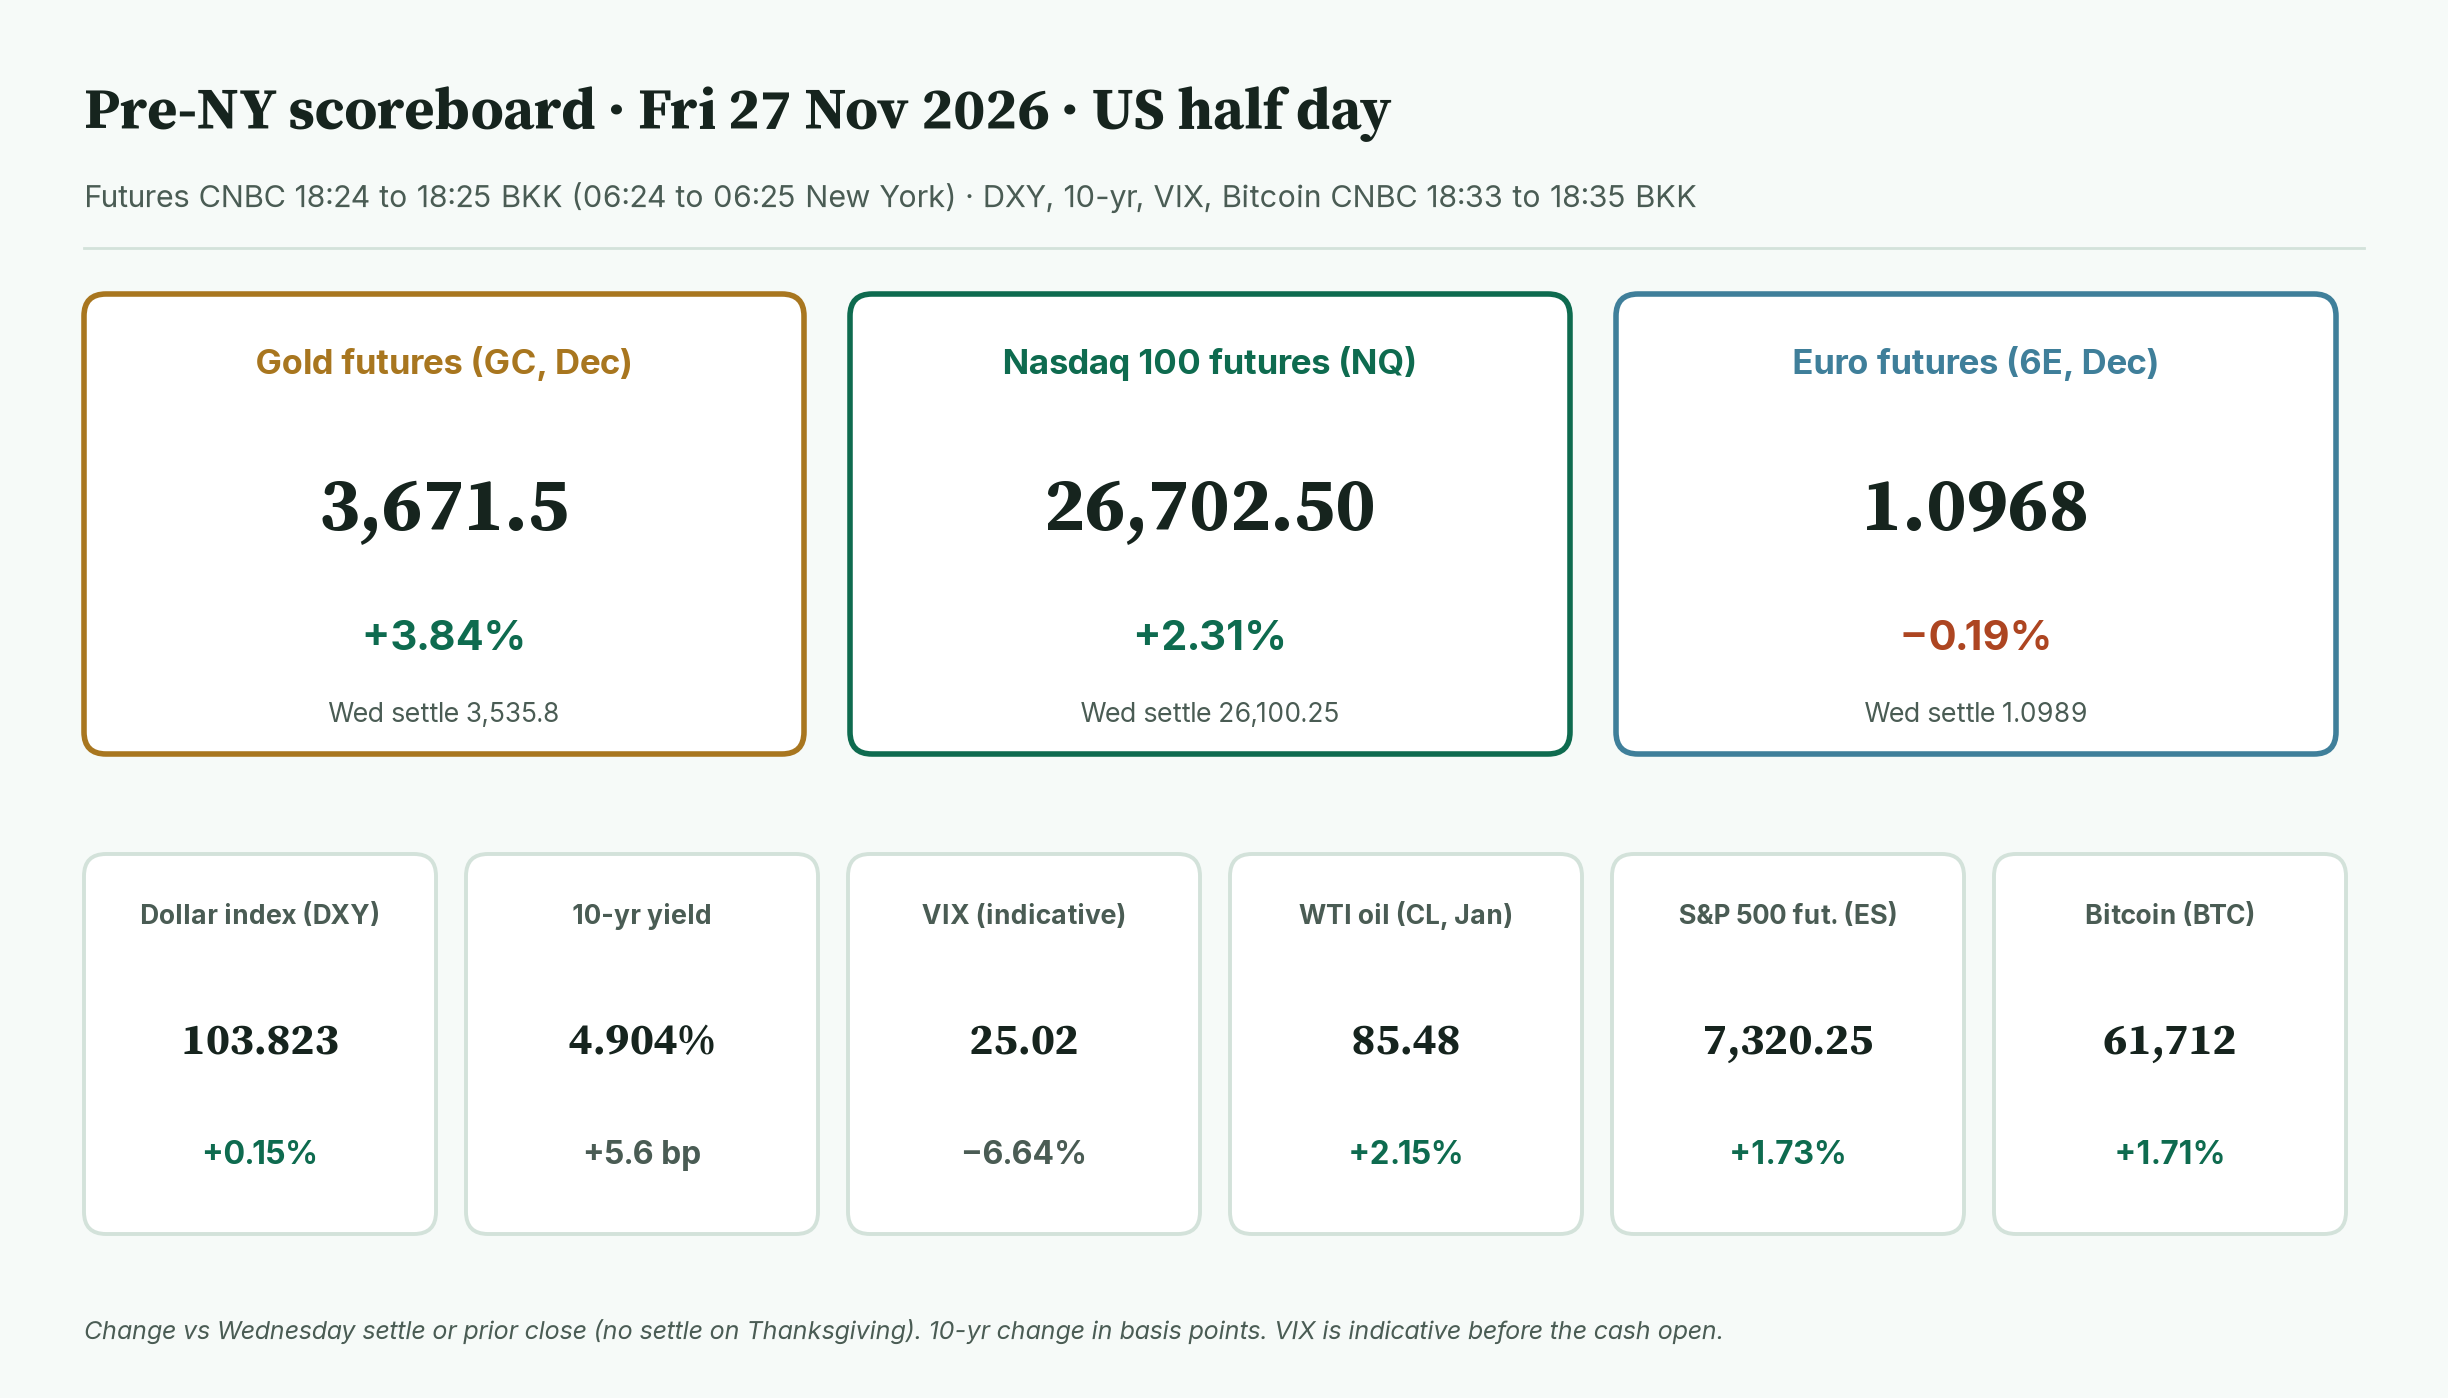 Pre-NY scoreboard · Fri 27 Nov 2026 · US half day
Futures CNBC 18:24 to 18:25 BKK (06:24 to 06:25 New York) · DXY, 10-yr, VIX, Bitcoin CNBC 18:33 to 18:35 BKK
Gold futures (GC, Dec)
3,671.5
+3.84%
Wed settle 3,535.8
Nasdaq 100 futures (NQ)
26,702.50
+2.31%
Wed settle 26,100.25
Euro futures (6E, Dec)
1.0968
−0.19%
Wed settle 1.0989
Dollar index (DXY)
103.823
+0.15%
10-yr yield
4.904%
+5.6 bp
VIX (indicative)
25.02
−6.64%
WTI oil (CL, Jan)
85.48
+2.15%
S&P 500 fut. (ES)
7,320.25
+1.73%
Bitcoin (BTC)
61,712
+1.71%
Change vs Wednesday settle or prior close (no settle on Thanksgiving). 10-yr change in basis points. VIX is indicative before the cash open.